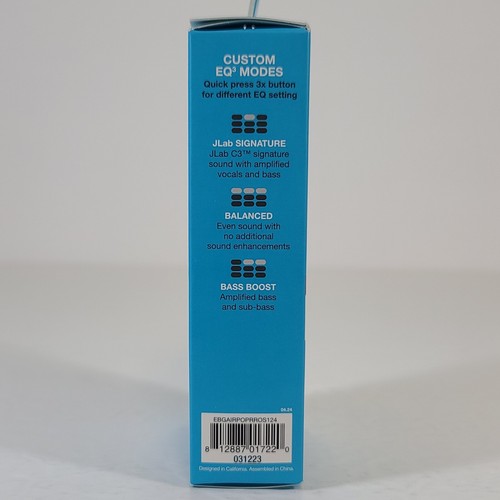 CUSTOM
EQ³ MODES
Quick press 3x button
for different EQ setting
JLab SIGNATURE
JLab C3™ signature
sound with amplified
vocals and bass
BALANCED
Even sound with
no additional
sound enhancements
BASS BOOST
Amplified bass
and sub-bass
EBGAIRPOPRROS124
8 12887 01722 0
031223
Designed in California. Assembled in China.